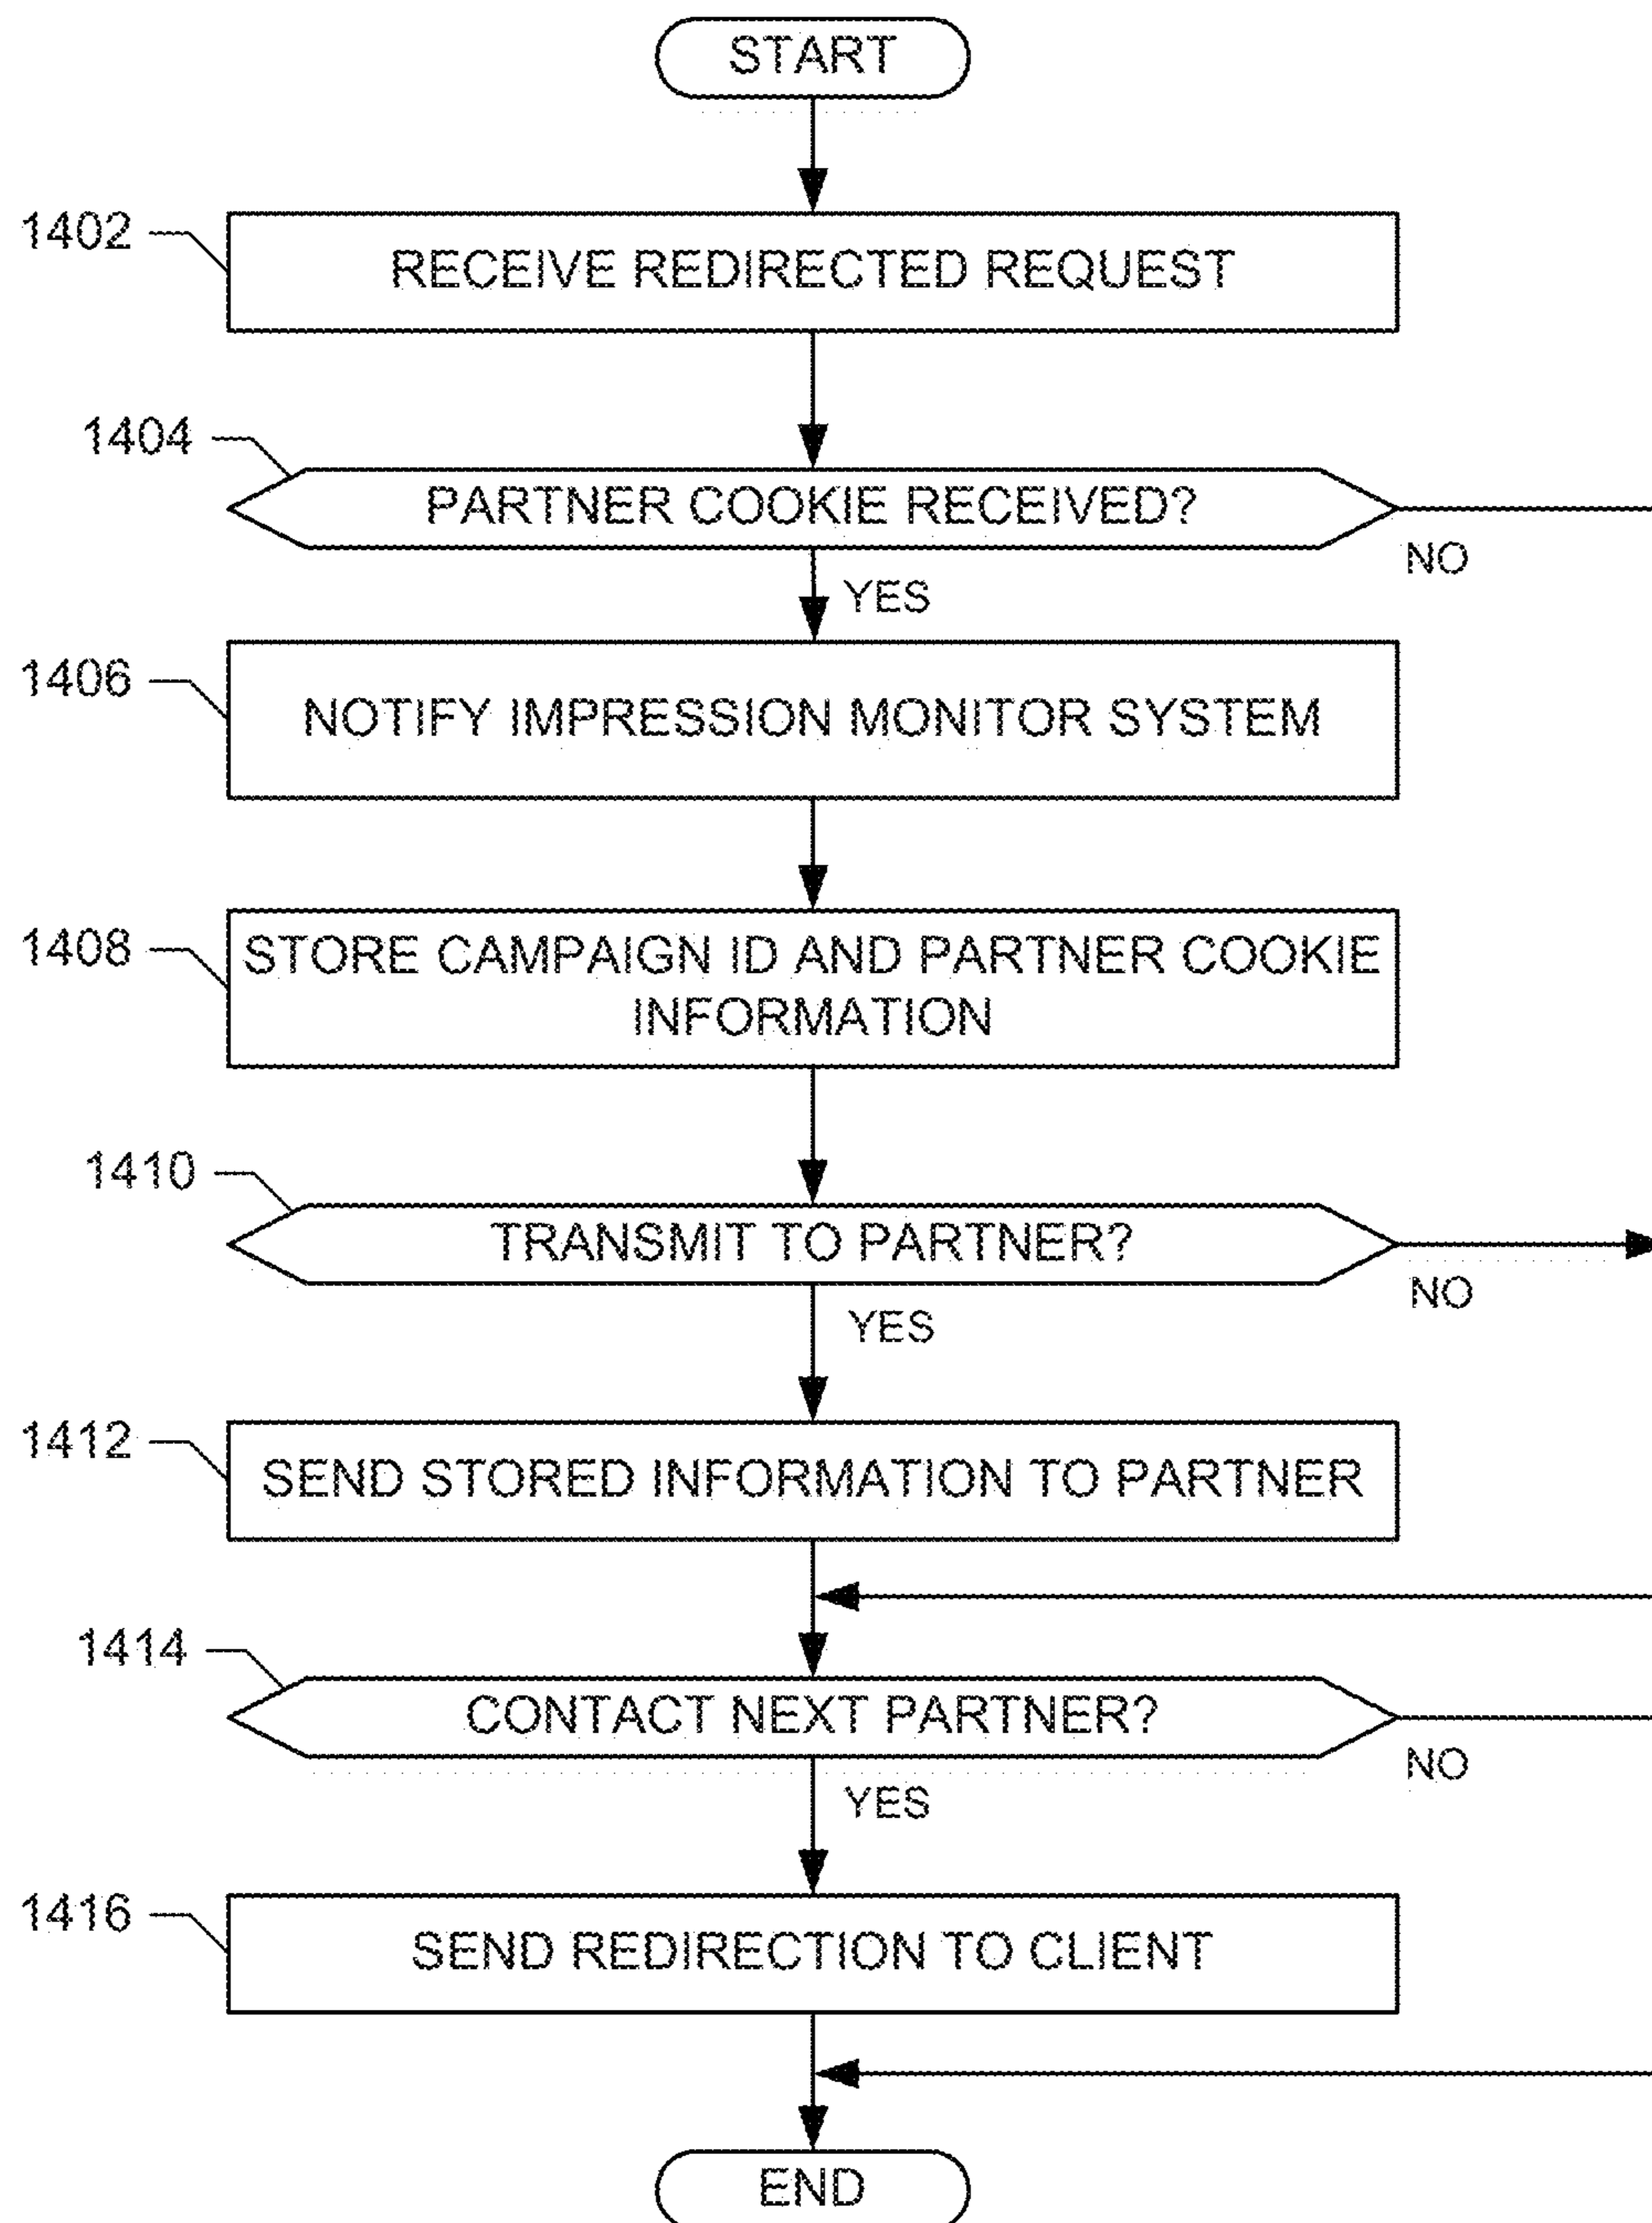 START
1402
RECEIVE REDIRECTED REQUEST
1404
PARTNER COOKIE RECEIVED?
NO
YES
1406
NOTIFY IMPRESSION MONITOR SYSTEM
1408
STORE CAMPAIGN ID AND PARTNER COOKIE
INFORMATION
1410
TRANSMIT TO PARTNER?
NO
YES
1412
SEND STORED INFORMATION TO PARTNER
1414
CONTACT NEXT PARTNER?
NO
YES
1416
SEND REDIRECTION TO CLIENT
END